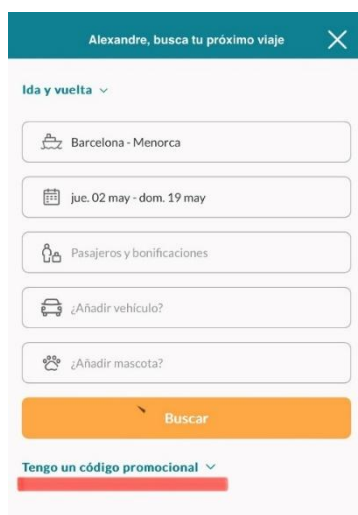 Alexandre, busca tu próximo viaje
Ida y vuelta
Barcelona - Menorca
jue. 02 may - dom. 19 may
Pasajeros y bonificaciones
¿Añadir vehículo?
¿Añadir mascota?
Buscar
Tengo un código promocional